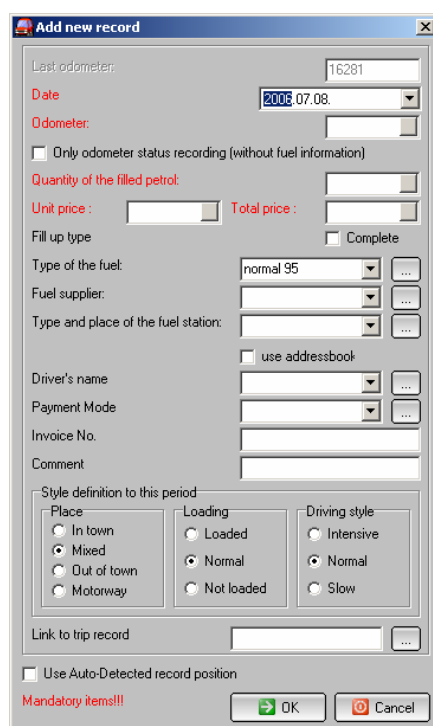 Add new record
Last odometer: 16281
Date 2006.07.08.
Odometer:
Only odometer status recording (without fuel information)
Quantity of the filled petrol:
Unit price : Total price :
Fill up type Complete
Type of the fuel: normal 95 ...
Fuel supplier: ...
Type and place of the fuel station: ...
use addressbook
Driver's name ...
Payment Mode ...
Invoice No.
Comment
Style definition to this period
Place Loading Driving style
In town Loaded Intensive
Mixed Normal Normal
Out of town Not loaded Slow
Motorway
Link to trip record ...
Use Auto-Detected record position
Mandatory items!!! OK Cancel